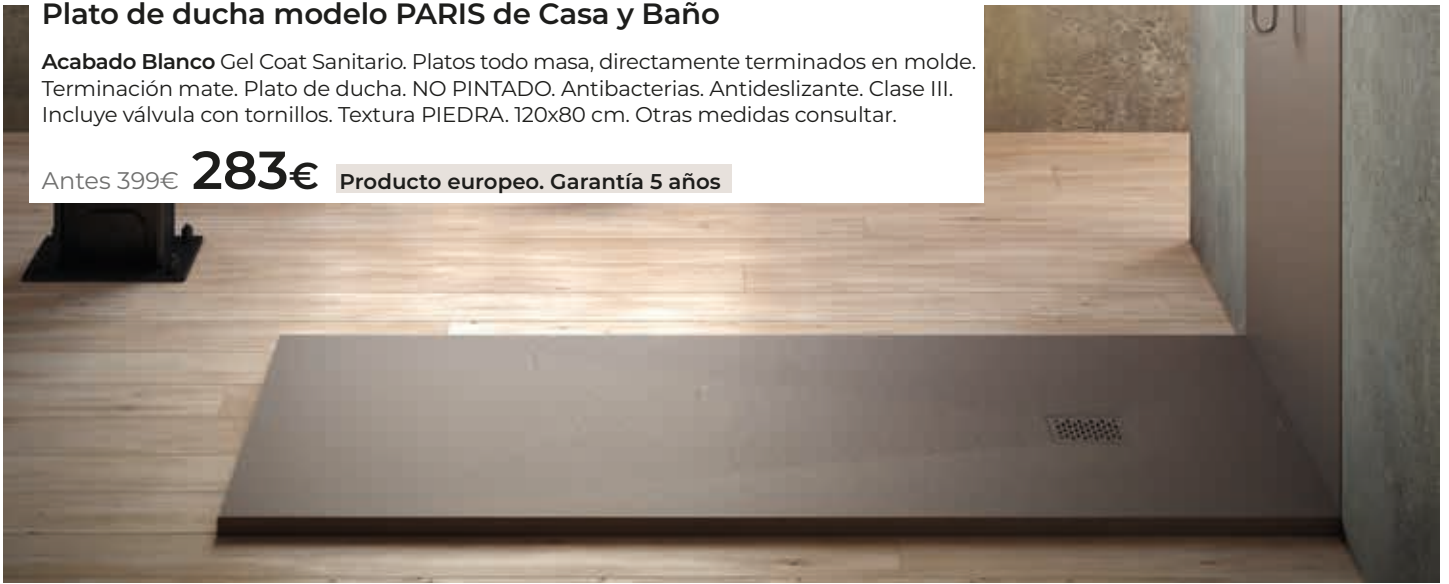 Plato de ducha modelo PARIS de Casa y Baño
Acabado Blanco Gel Coat Sanitario. Platos todo masa, directamente terminados en molde.
Terminación mate. Plato de ducha. NO PINTADO. Antibacterias. Antideslizante. Clase III.
Incluye válvula con tornillos. Textura PIEDRA. 120x80 cm. Otras medidas consultar.
Antes 399€ 283€ Producto europeo. Garantía 5 años